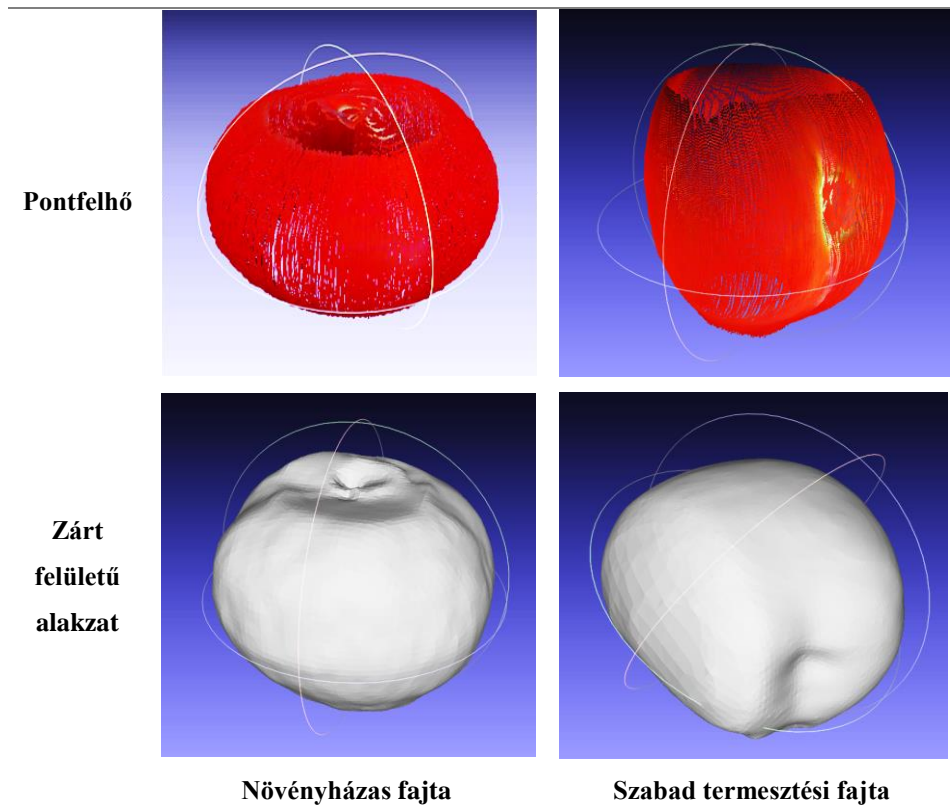 Pontfelhő
Zárt
felületű
alakzat
Növényházas fajta
Szabad termesztési fajta